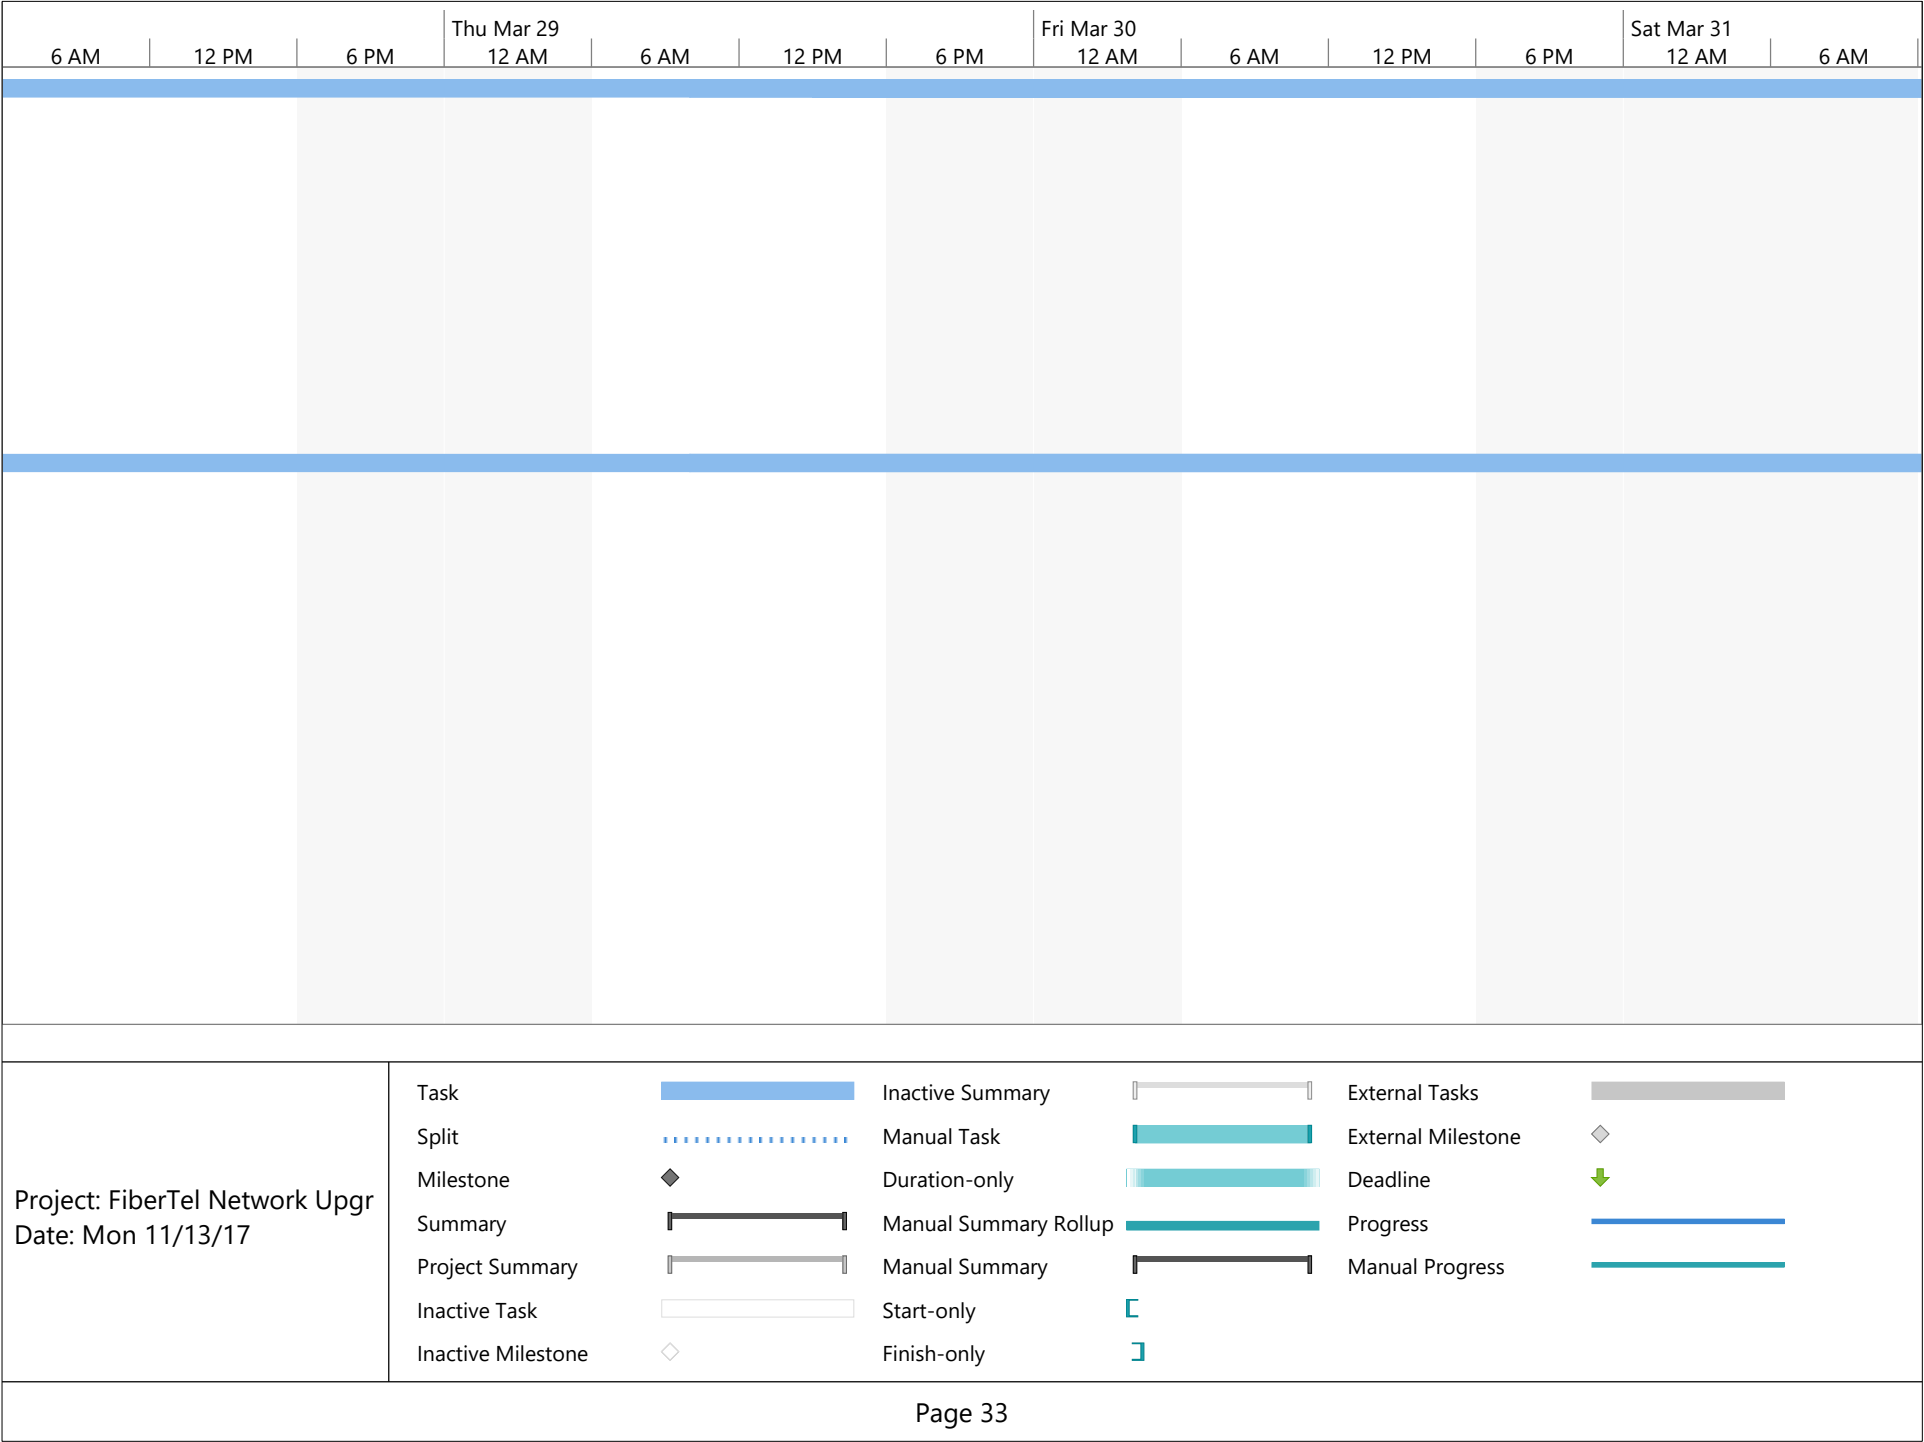 Thu Mar 29 Fri Mar 30 Sat Mar 31
6 AM 12 PM 6 PM 12 AM 6 AM 12 PM 6 PM 12 AM 6 AM 12 PM 6 PM 12 AM 6 AM
Project: FiberTel Network Upgr
Date: Mon 11/13/17
Task
Split
Milestone
Summary
Project Summary
Inactive Task
Inactive Milestone
Inactive Summary
Manual Task
Duration-only
Manual Summary Rollup
Manual Summary
Start-only
Finish-only
External Tasks
External Milestone
Deadline
Progress
Manual Progress
Page 33